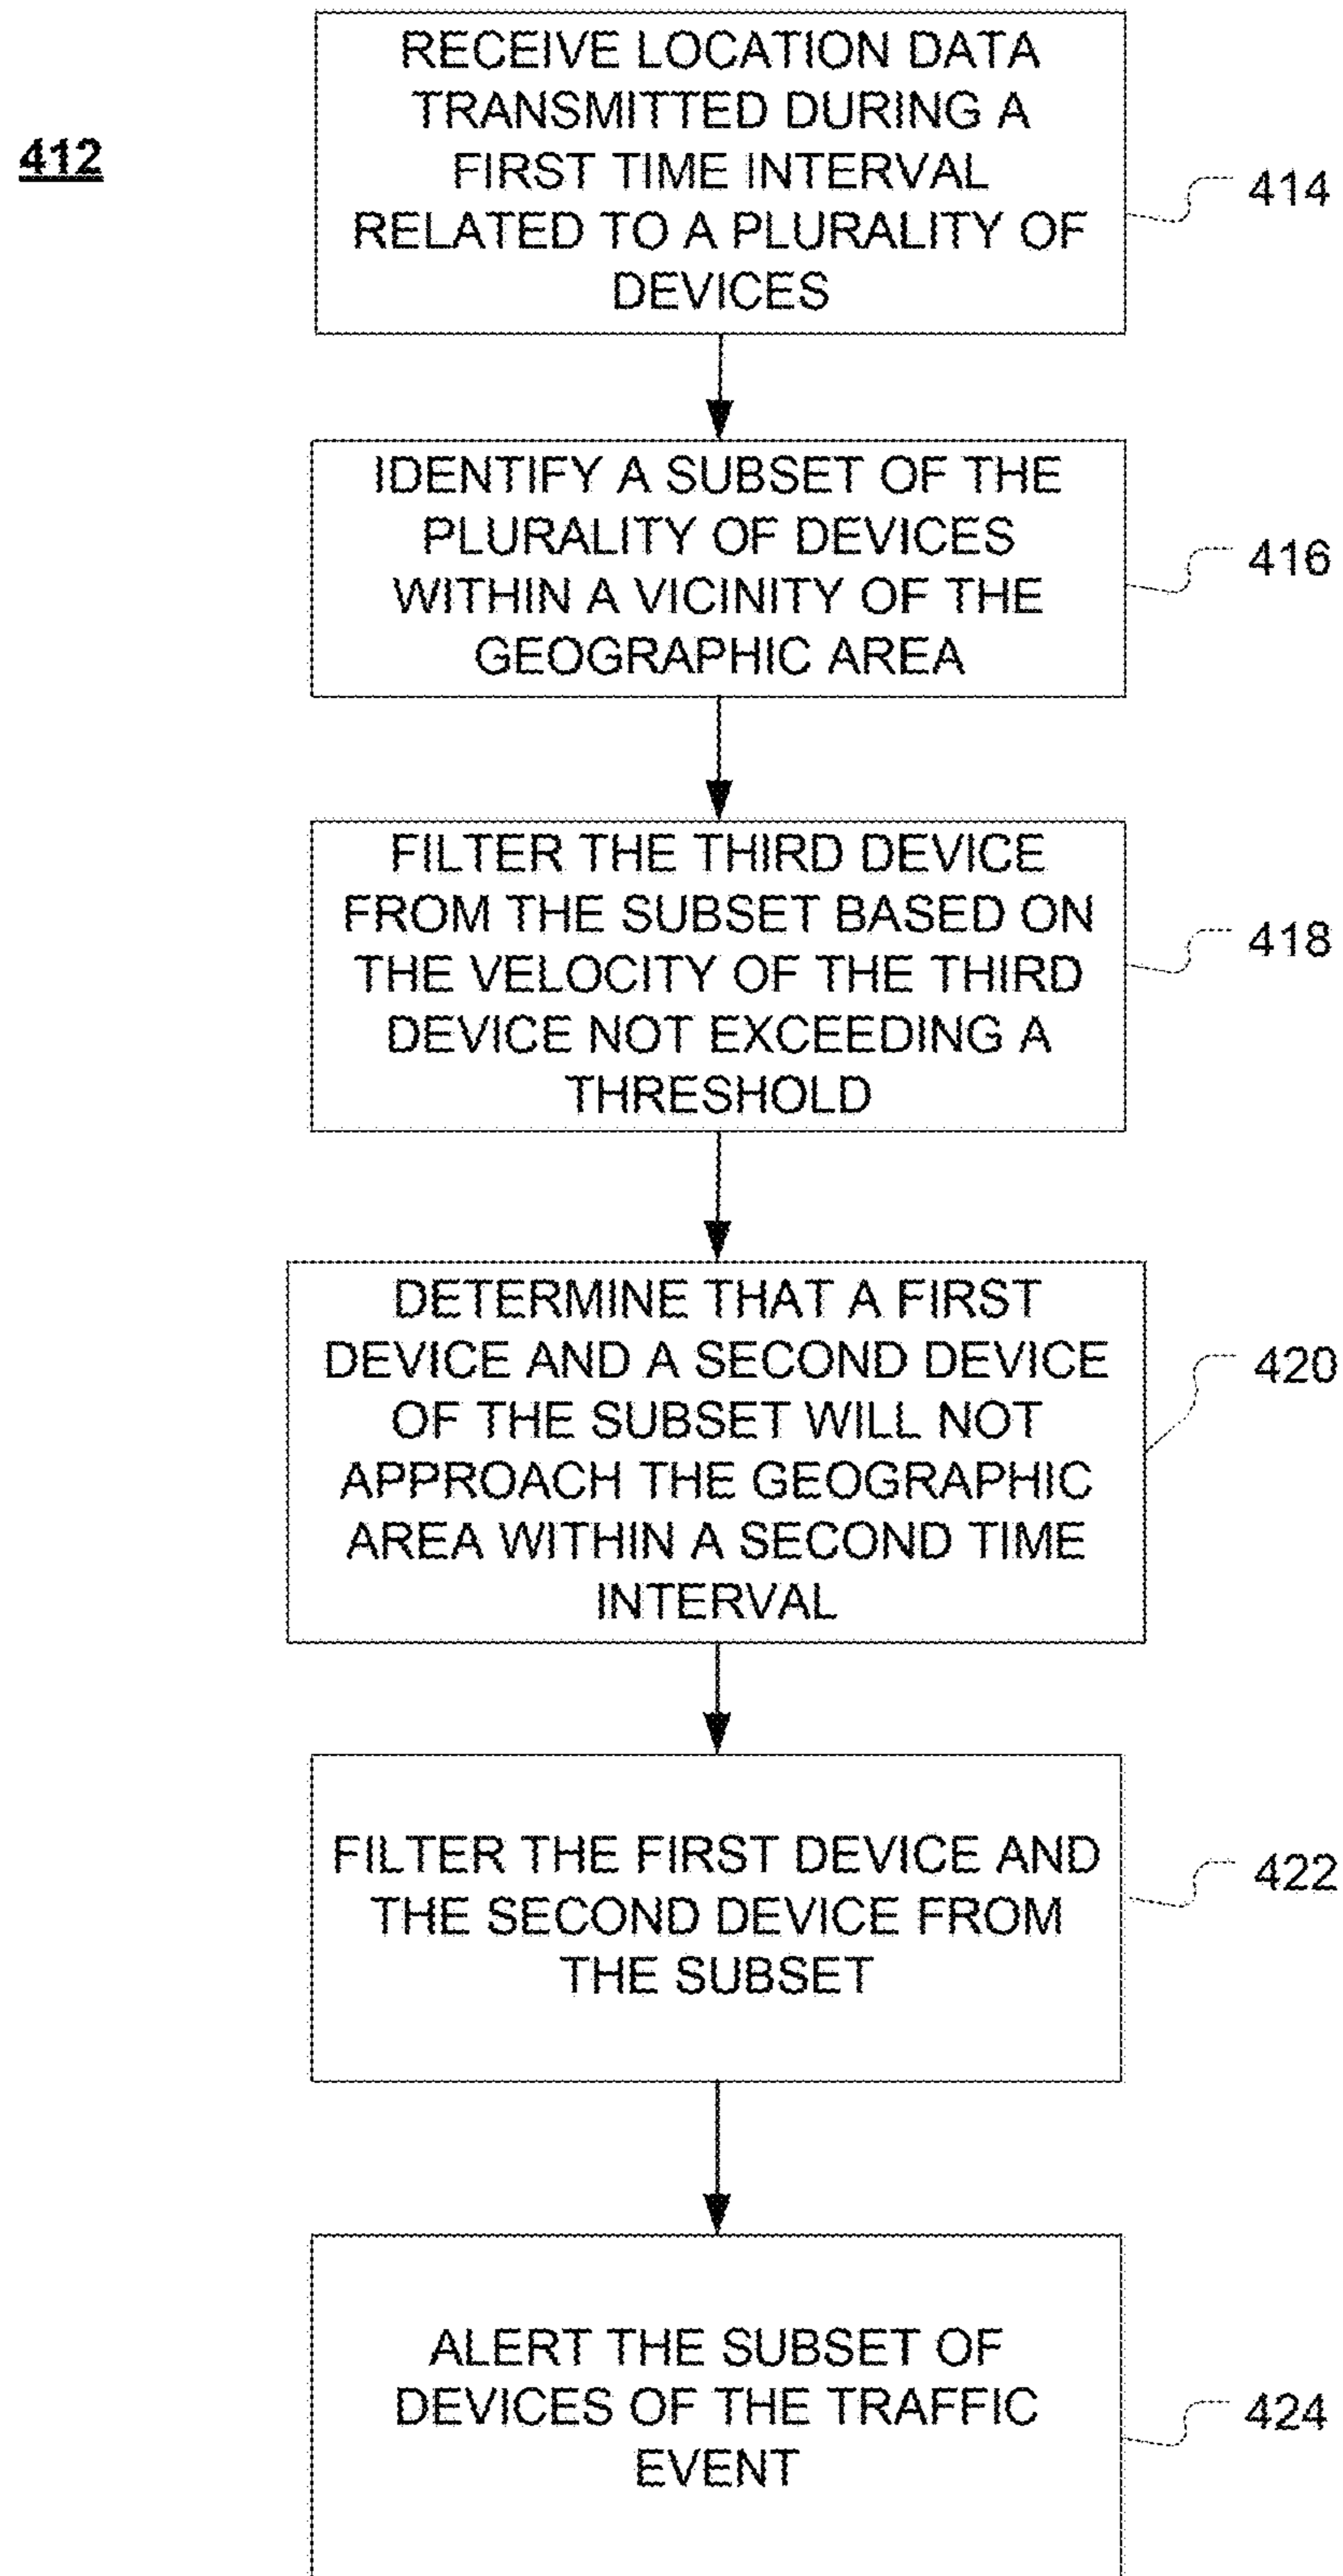 412
RECEIVE LOCATION DATA
TRANSMITTED DURING A
FIRST TIME INTERVAL
RELATED TO A PLURALITY OF
DEVICES
414
IDENTIFY A SUBSET OF THE
PLURALITY OF DEVICES
WITHIN A VICINITY OF THE
GEOGRAPHIC AREA
416
FILTER THE THIRD DEVICE
FROM THE SUBSET BASED ON
THE VELOCITY OF THE THIRD
DEVICE NOT EXCEEDING A
THRESHOLD
418
DETERMINE THAT A FIRST
DEVICE AND A SECOND DEVICE
OF THE SUBSET WILL NOT
APPROACH THE GEOGRAPHIC
AREA WITHIN A SECOND TIME
INTERVAL
420
FILTER THE FIRST DEVICE AND
THE SECOND DEVICE FROM
THE SUBSET
422
ALERT THE SUBSET OF
DEVICES OF THE TRAFFIC
EVENT
424